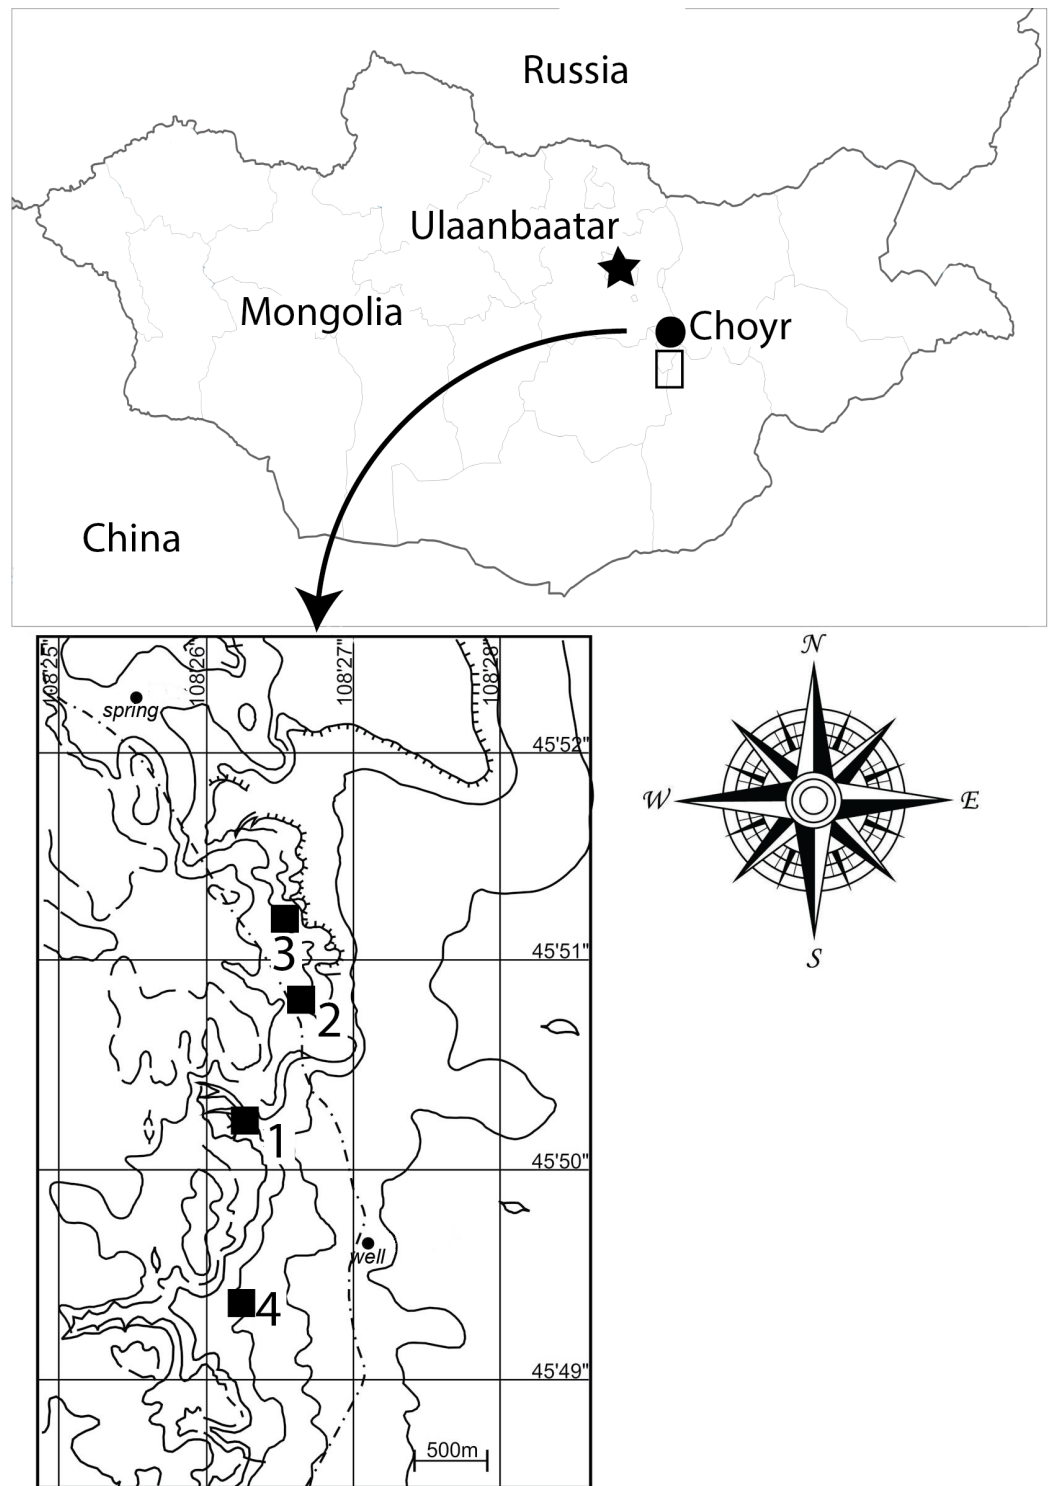 Russia
Ulaanbaatar
Mongolia
Choyr
China
108'25"
108'26"
108'27"
108'28"
spring
45'52"
3
45'51"
2
1
45'50"
well
4
45'49"
500m
N
W
E
S